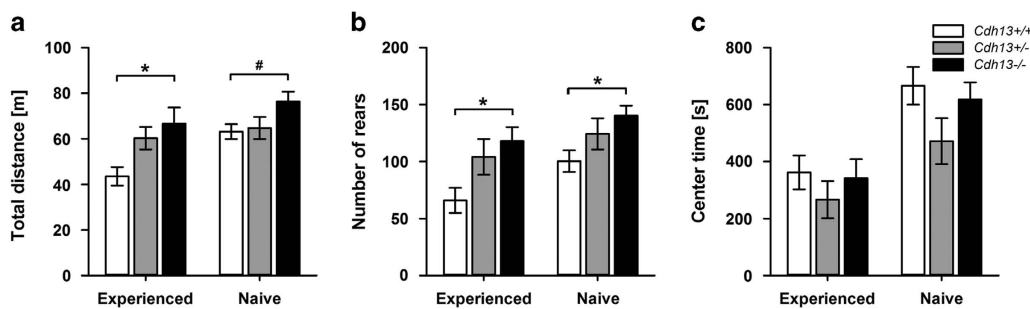 a
Total distance [m]
100
80
60
40
20
0
*
#
Experienced
Naive
b
Number of rears
200
150
100
50
0
*
*
Experienced
Naive
c
Center time [s]
800
600
400
200
0
Experienced
Naive
Cdh13+/+
Cdh13+/-
Cdh13-/-